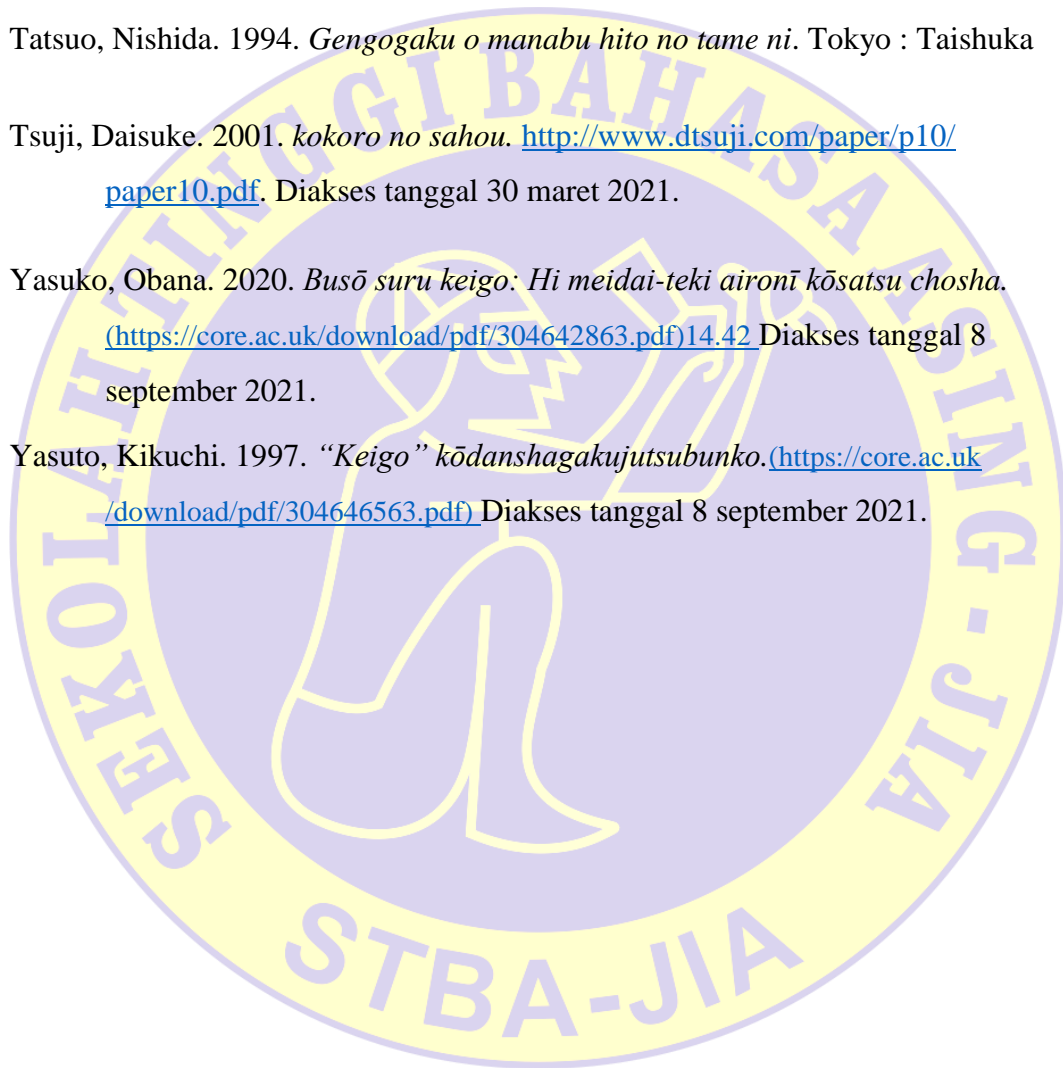 Tatsuo, Nishida. 1994. Gengogaku o manabu hito no tame ni. Tokyo : Taishuka
Tsuji, Daisuke. 2001. kokoro no sahou. http://www.dtsuji.com/paper/p10/
paper10.pdf. Diakses tanggal 30 maret 2021.
Yasuko, Obana. 2020. Busō suru keigo: Hi meidai-teki aironī kōsatsu chosha.
(https://core.ac.uk/download/pdf/304642863.pdf)14.42 Diakses tanggal 8
september 2021.
Yasuto, Kikuchi. 1997. “Keigo” kōdanshagakujutsubunko.(https://core.ac.uk
/download/pdf/304646563.pdf) Diakses tanggal 8 september 2021.
SEKOLAH TINGGI BAHASA ASING - JIA
STBA-JIA